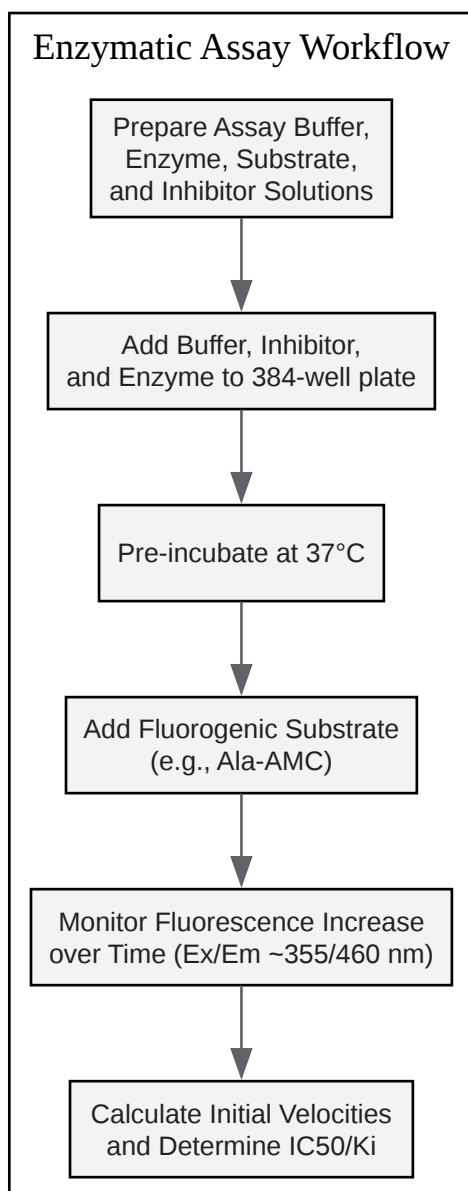 Enzymatic Assay Workflow
Prepare Assay Buffer,
Enzyme, Substrate,
and Inhibitor Solutions
Add Buffer, Inhibitor,
and Enzyme to 384-well plate
Pre-incubate at 37°C
Add Fluorogenic Substrate
(e.g., Ala-AMC)
Monitor Fluorescence Increase
over Time (Ex/Em ~355/460 nm)
Calculate Initial Velocities
and Determine IC50/Ki